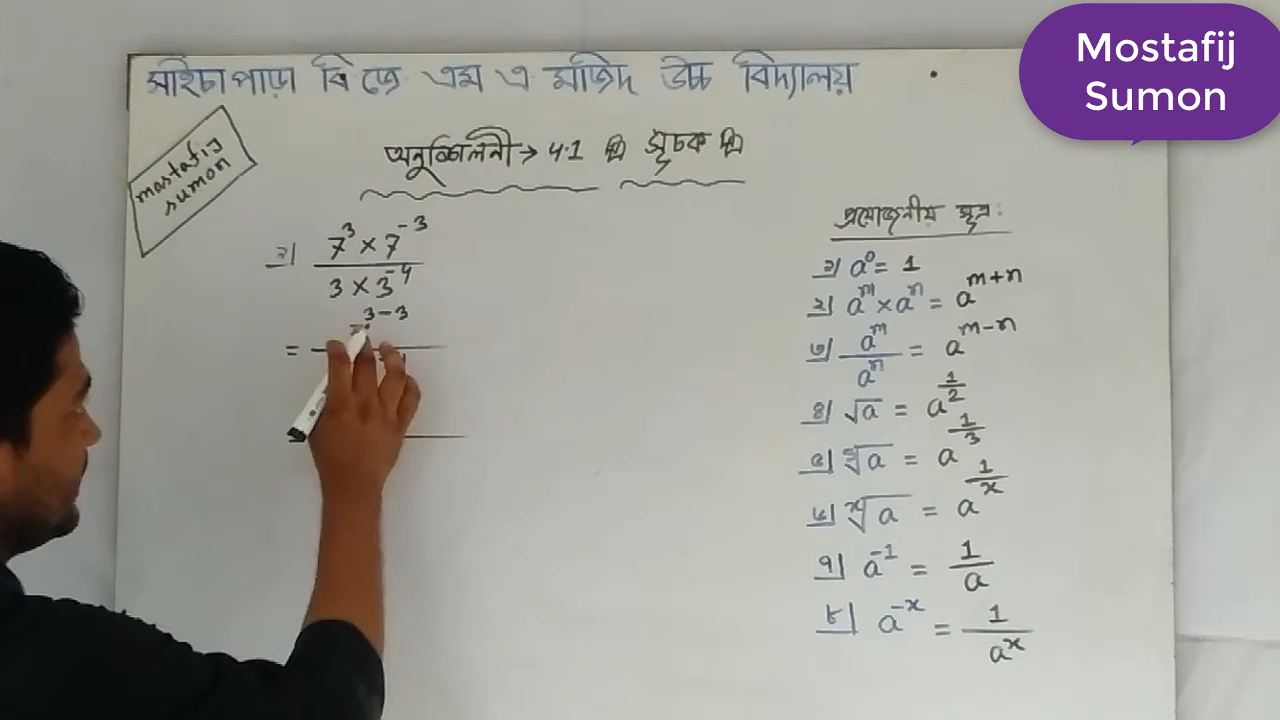 Mostafij
Sumon
মাইচা পাড়া বি জে এম এ মজিদ উচ্চ বিদ্যালয়
mostafij
sumon
অনুশিলনী → 4.1 সূচক
২। 7³ × 7⁻³
3 × 3⁻⁴
3-3
=
প্রয়োজনীয় সূত্র:
১) a⁰ = 1
২) aᵐ × aⁿ = aᵐ⁺ⁿ
৩) aᵐ/aⁿ = aᵐ⁻ⁿ
৪) √a = a^(1/2)
৫) ∛a = a^(1/3)
৬) ˣ√a = a^(1/x)
৭) a⁻¹ = 1/a
৮) a⁻ˣ = 1/aˣ